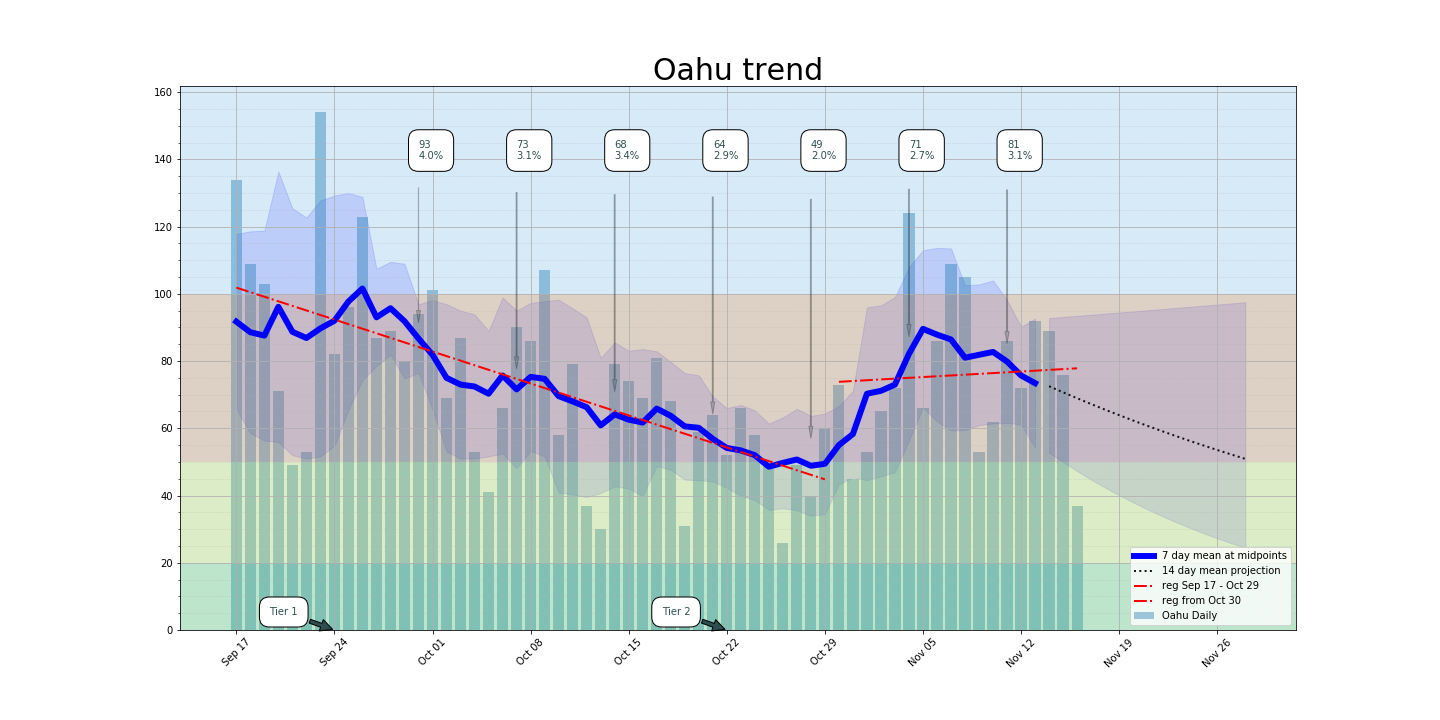 Oahu trend
160
140
120
100
80
60
40
20
0
93
4.0%
73
3.1%
68
3.4%
64
2.9%
49
2.0%
71
2.7%
81
3.1%
Tier 1
Tier 2
7 day mean at midpoints
14 day mean projection
reg Sep 17 - Oct 29
reg from Oct 30
Oahu Daily
Sep 17
Sep 24
Oct 01
Oct 08
Oct 15
Oct 22
Oct 29
Nov 05
Nov 12
Nov 19
Nov 26